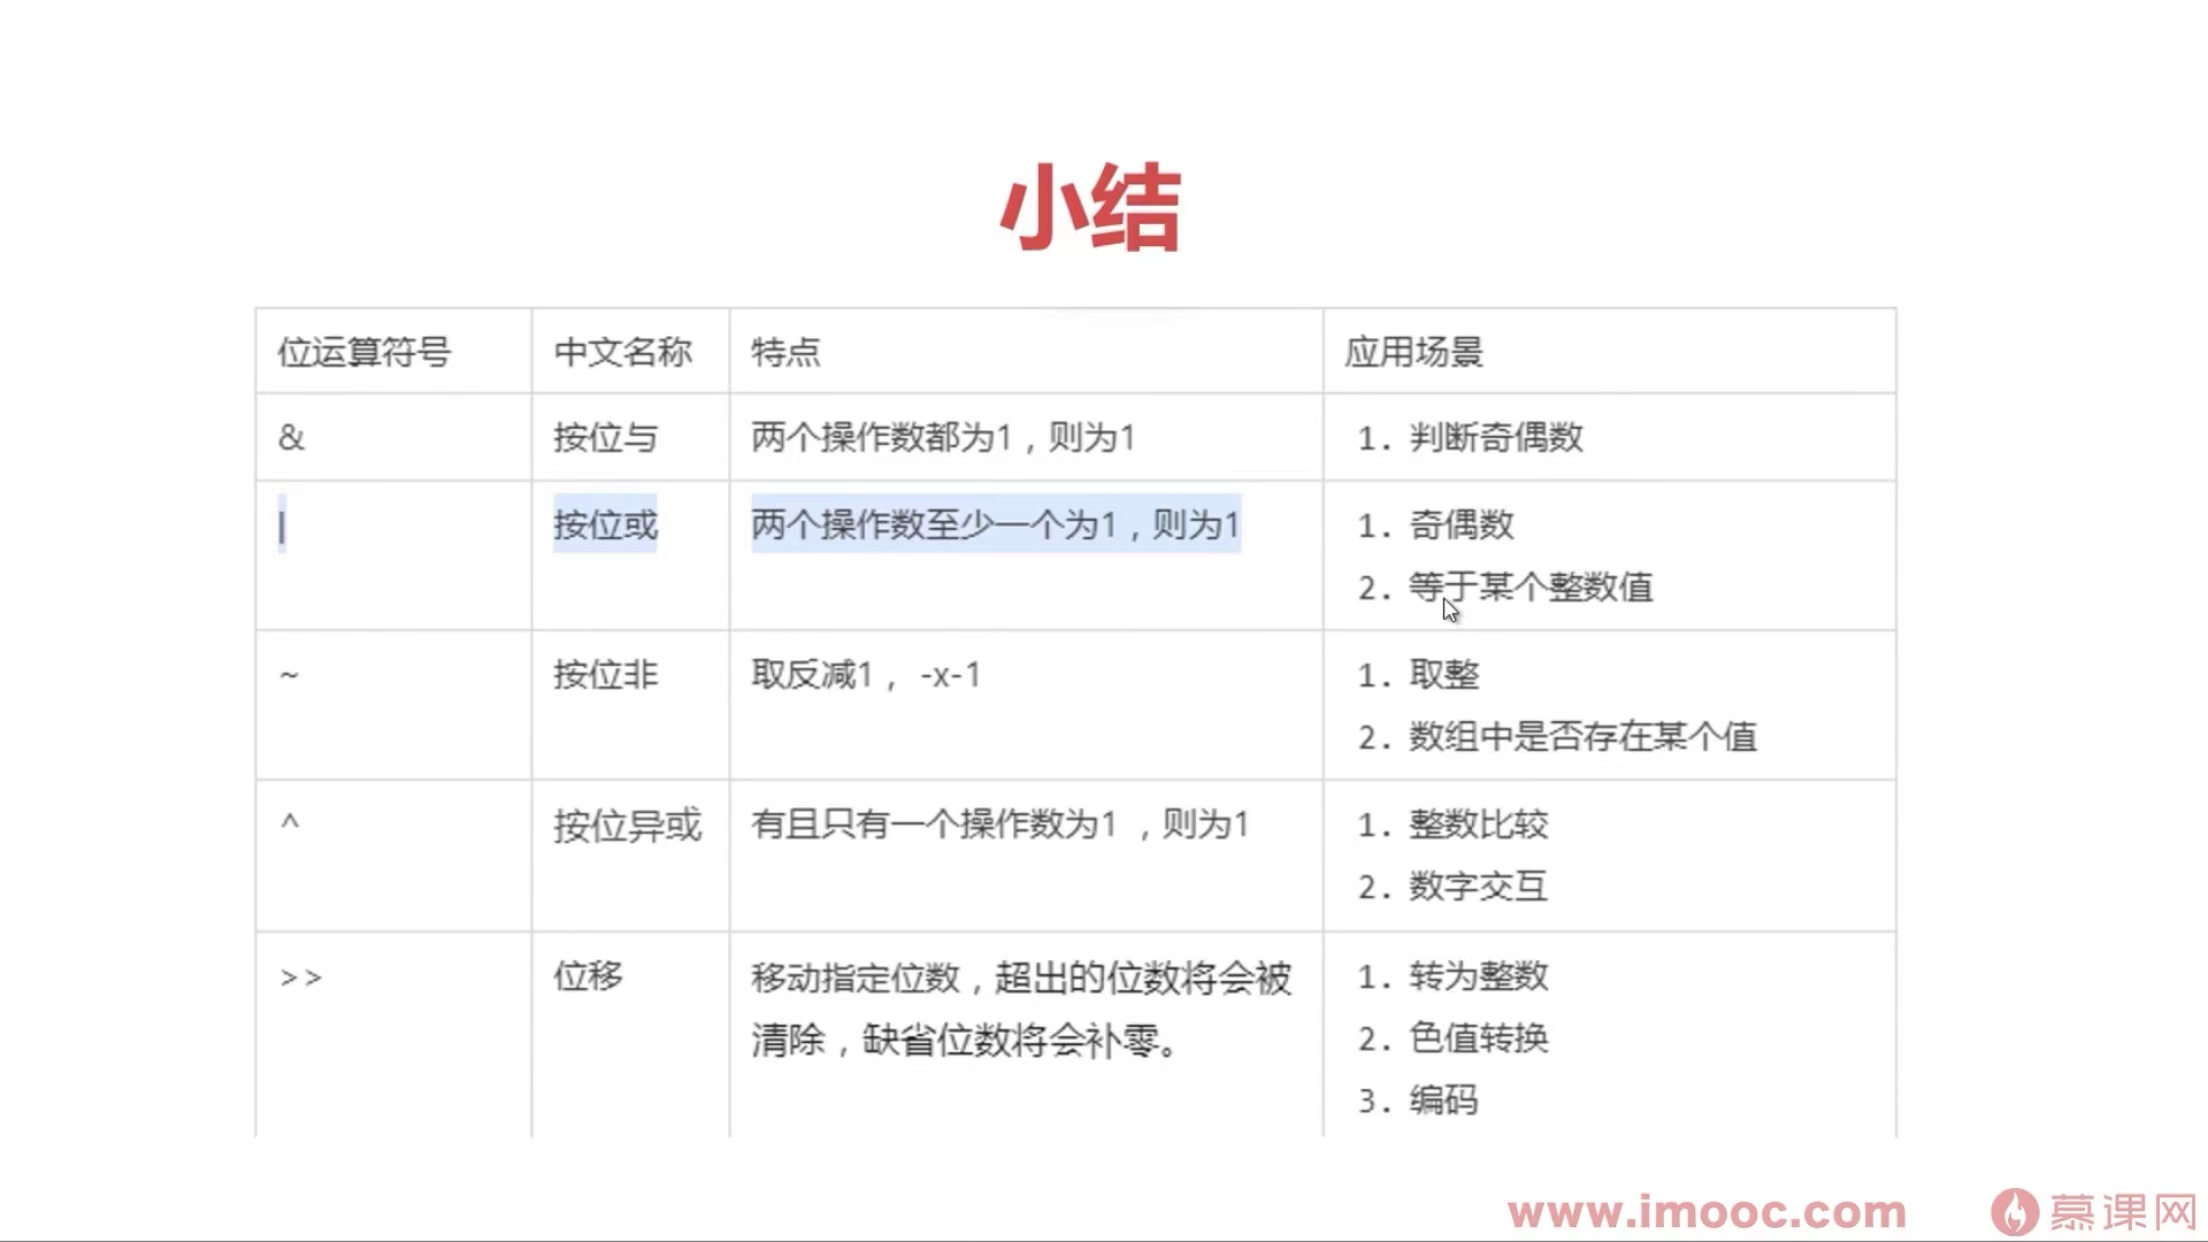 小结
位运算符号 中文名称 特点 应用场景
& 按位与 两个操作数都为1，则为1 1. 判断奇偶数
| 按位或 两个操作数至少一个为1，则为1 1. 奇偶数
2. 等于某个整数值
~ 按位非 取反减1， -x-1 1. 取整
2. 数组中是否存在某个值
^ 按位异或 有且只有一个操作数为1 ，则为1 1. 整数比较
2. 数字交互
>> 位移 移动指定位数，超出的位数将会被 1. 转为整数
清除，缺省位数将会补零。 2. 色值转换
3. 编码
www.imooc.com 慕课网